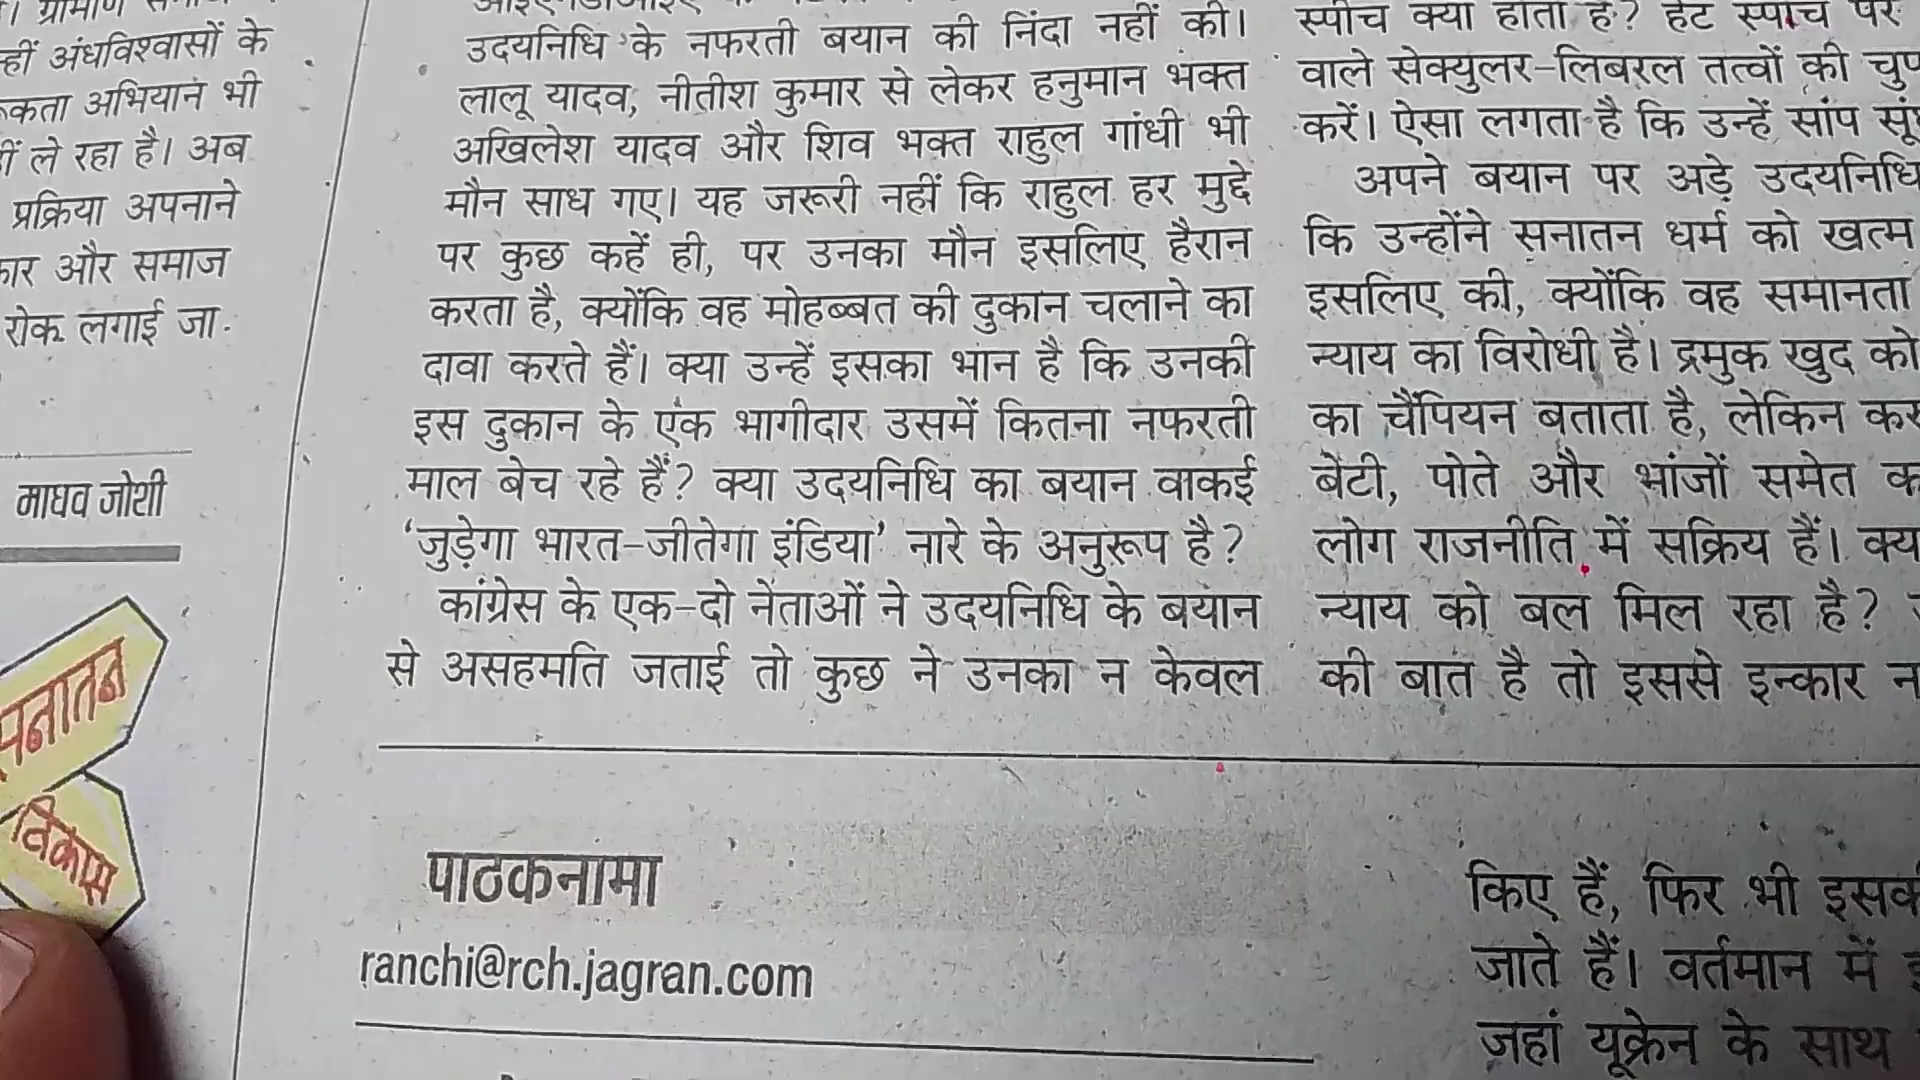 ग्रामीण
हीं अंधविश्वासों के
अभियान भी
ले रहा है। अब
प्रक्रिया अपनाने
और समाज
रोक लगाई जा
माधव जोशी
सनातन
विकास
उदयनिधि के नफरती बयान की निंदा नहीं की।
लालू यादव, नीतीश कुमार से लेकर हनुमान भक्त
अखिलेश यादव और शिव भक्त राहुल गांधी भी
मौन साध गए। यह जरूरी नहीं कि राहुल हर मुद्दे
पर कुछ कहें ही, पर उनका मौन इसलिए हैरान
करता है, क्योंकि वह मोहब्बत की दुकान चलाने का
दावा करते हैं। क्या उन्हें इसका भान है कि उनकी
इस दुकान के एक भागीदार उसमें कितना नफरती
माल बेच रहे हैं? क्या उदयनिधि का बयान वाकई
‘जुड़ेगा भारत-जीतेगा इंडिया’ नारे के अनुरूप है?
कांग्रेस के एक-दो नेताओं ने उदयनिधि के बयान
से असहमति जताई तो कुछ ने उनका न केवल
स्पीच क्या होता है? हेट स्पीच पर
वाले सेक्युलर-लिबरल तत्वों की
करें। ऐसा लगता है कि उन्हें सांप
अपने बयान पर अड़े उदयनिधि
कि उन्होंने सनातन धर्म को खत्म
इसलिए की, क्योंकि वह समानता
न्याय का विरोधी है। द्रमुक खुद को
का चैंपियन बताता है, लेकिन
बेटी, पोते और भांजों समेत
लोग राजनीति में सक्रिय हैं।
न्याय को बल मिल रहा है?
की बात है तो इससे इन्कार
पाठकनामा
ranchi@rch.jagran.com
किए हैं, फिर भी
जाते हैं। वर्तमान में
जहां यूक्रेन के साथ